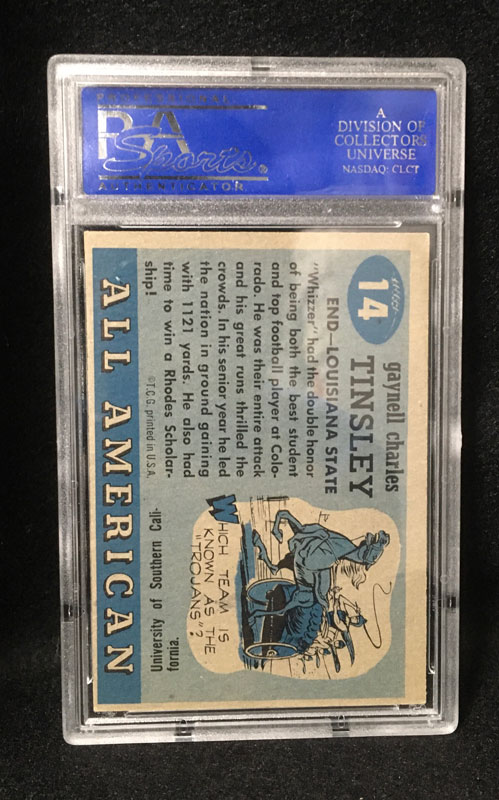 PROFESSIONAL
PSA
Sports®
AUTHENTICATOR
A
DIVISION OF
COLLECTORS
UNIVERSE
NASDAQ: CLCT
14
gaynell charles
TINSLEY
END—LOUISIANA STATE
"Whizzer" had the double honor
of being both the best student
and top football player at Colo-
rado. He was their entire attack
and his great runs thrilled the
crowds. In his senior year he led
the nation in ground gaining
with 1121 yards. He also had
time to win a Rhodes Scholar-
ship!
©T.C.G. printed in U.S.A.
WHICH TEAM IS
KNOWN AS THE
"TROJANS"?
University of Southern Cali-
fornia.
ALL AMERICAN